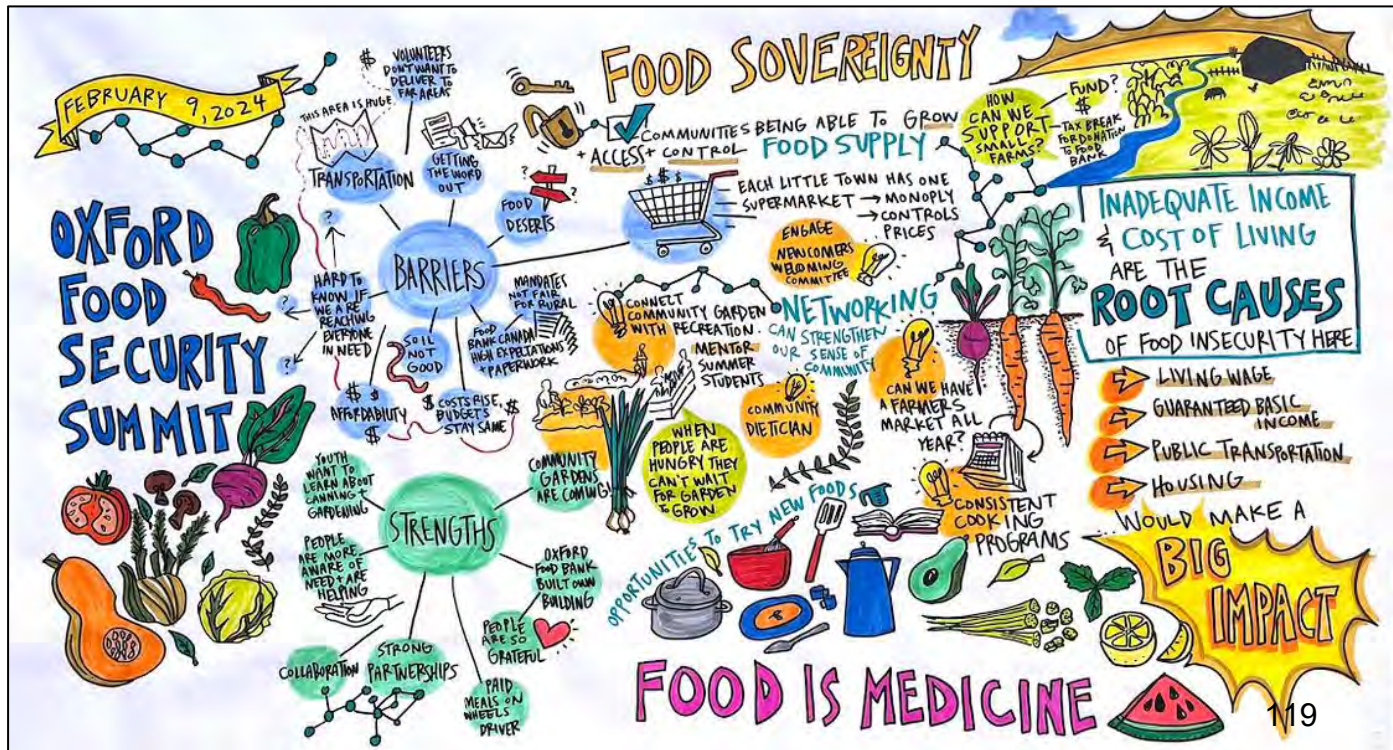 FEBRUARY 9, 2024
OXFORD
FOOD
SECURITY
SUMMIT
FOOD SOVEREIGNTY
COMMUNITIES BEING ABLE TO GROW
+ ACCESS + CONTROL FOOD SUPPLY
BARRIERS
THIS AREA IS HUGE
TRANSPORTATION
$
VOLUNTEERS
DON'T WANT TO
DELIVER TO
FAR AREAS
GETTING
THE WORD
OUT
? ?
FOOD
DESERTS
$ $ $
EACH LITTLE TOWN HAS ONE
SUPERMARKET → MONOPLY
→ CONTROLS
PRICES
MANDATES
NOT FAIR
FOR RURAL
FOOD
BANK CANADA
HIGH EXPECTATIONS
+ PAPERWORK
$ COSTS RISE, $
BUDGETS
STAY SAME
SOIL
NOT
GOOD
$ $
AFFORDABILITY
$
?
?
?
HARD TO
KNOW IF
WE ARE
REACHING
EVERYONE
IN NEED
STRENGTHS
YOUTH
WANT TO
LEARN ABOUT
CANNING +
GARDENING
PEOPLE
ARE MORE
AWARE OF
NEED + ARE
HELPING
COLLABORATION
STRONG
PARTNERSHIPS
PAID
MEALS ON
WHEELS
DRIVER
PEOPLE
ARE SO
GRATEFUL
OXFORD
FOOD BANK
BUILT OWN
BUILDING
COMMUNITY
GARDENS
ARE COMING!
WHEN
PEOPLE ARE
HUNGRY THEY
CAN'T WAIT
FOR GARDEN
TO GROW
ENGAGE
NEWCOMERS
WELCOMING
COMMITTEE
CONNECT
COMMUNITY GARDEN
WITH RECREATION.
MENTOR
SUMMER
STUDENTS
NETWORKING
CAN STRENGTHEN
OUR SENSE OF
COMMUNITY
COMMUNITY
DIETICIAN
CAN WE HAVE
A FARMERS
MARKET ALL
YEAR?
CONSISTENT
COOKING
PROGRAMS
OPPORTUNITIES TO TRY NEW FOODS
HOW
CAN WE
SUPPORT
SMALL
FARMS?
FUND?
$
TAX BREAK
FOR DONATION
TO FOOD
BANK
INADEQUATE INCOME
& COST OF LIVING
ARE THE
ROOT CAUSES
OF FOOD INSECURITY HERE
LIVING WAGE
GUARANTEED BASIC
INCOME
PUBLIC TRANSPORTATION
HOUSING
WOULD MAKE A
BIG
IMPACT
FOOD IS MEDICINE
119